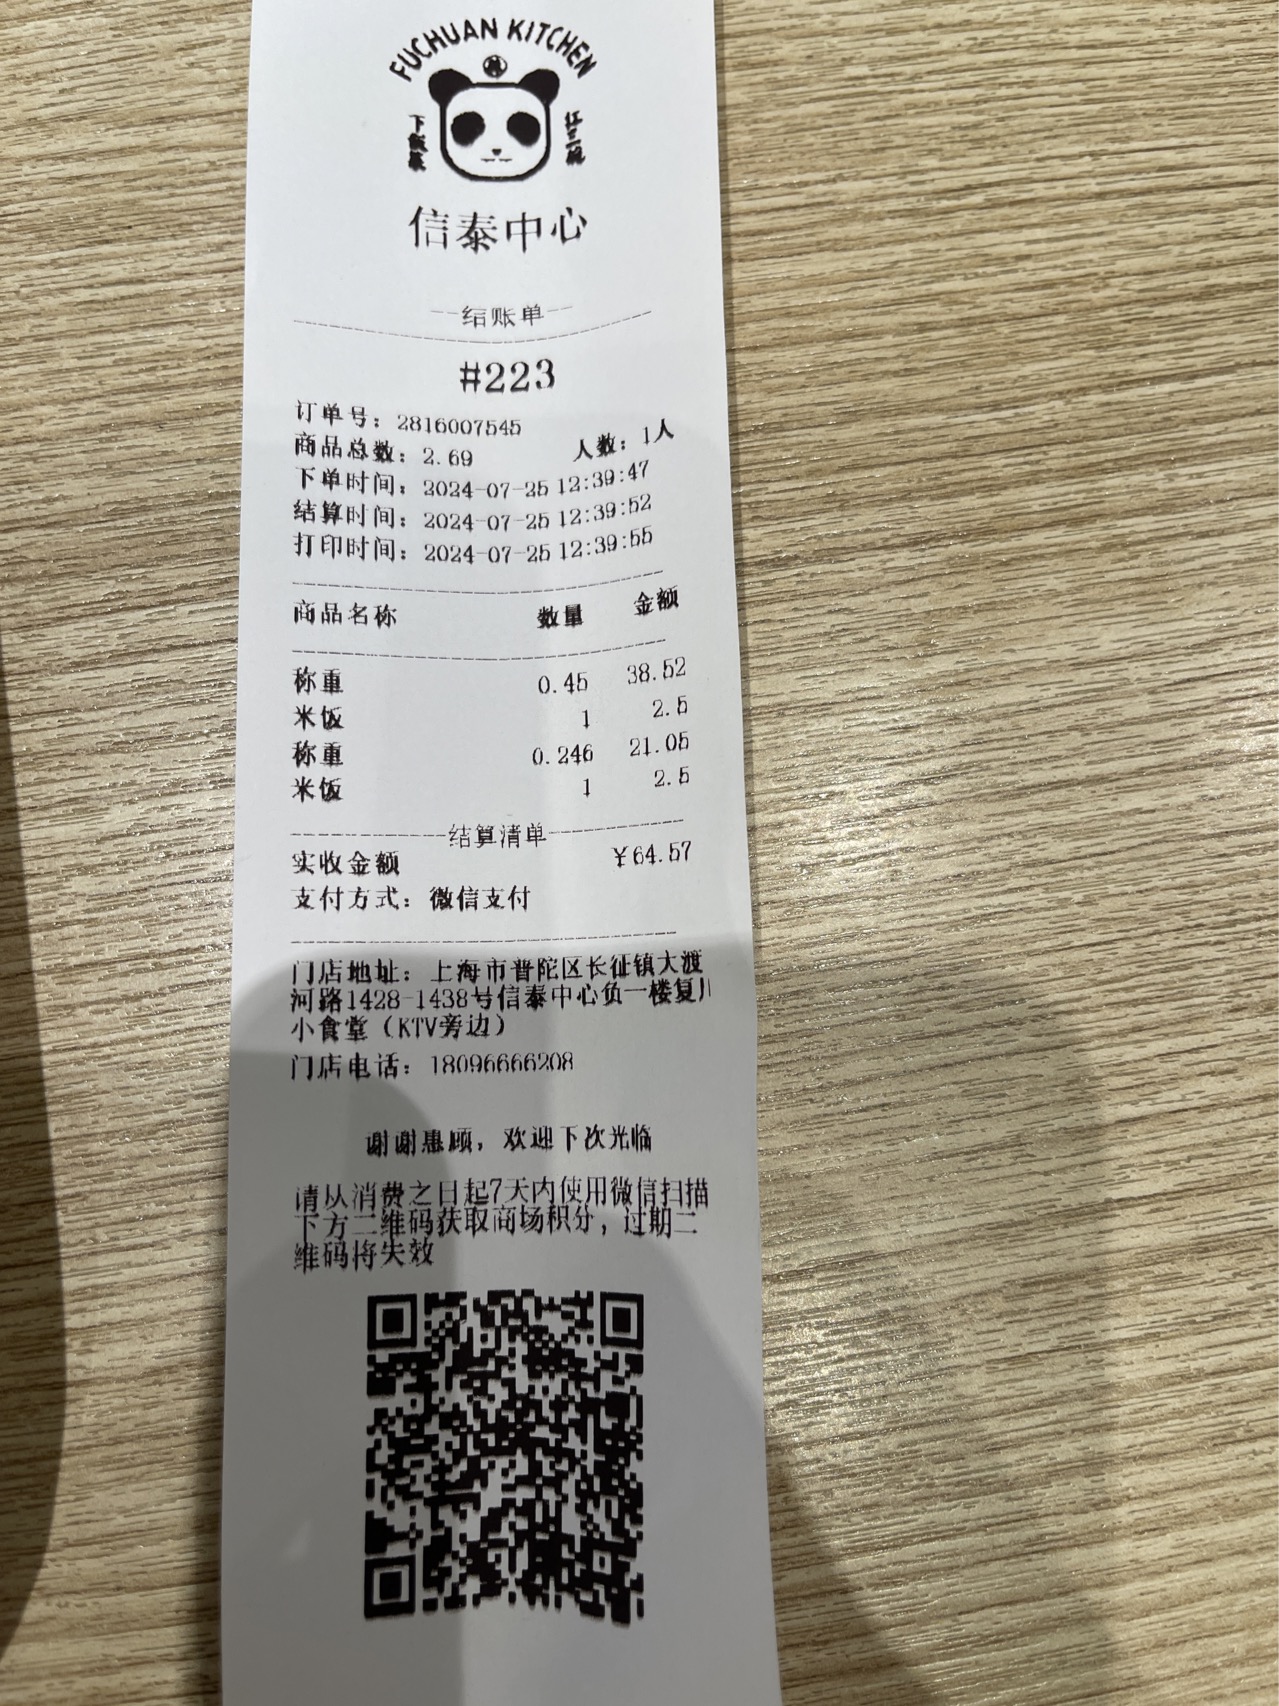 FUCHUAN KITCHEN
下飯菜
江三碗
信泰中心
结账单
#223
订单号：2816007545
商品总数：2.69 人数：1人
下单时间：2024-07-25 12:39:47
结算时间：2024-07-25 12:39:52
打印时间：2024-07-25 12:39:55
商品名称 数量 金额
称重 0.45 38.52
米饭 1 2.5
称重 0.246 21.05
米饭 1 2.5
结算清单
实收金额 ¥64.57
支付方式：微信支付
门店地址：上海市普陀区长征镇大渡
河路1428-1438号信泰中心负一楼复川
小食堂（KTV旁边）
门店电话：18096666208
谢谢惠顾，欢迎下次光临
请以消费之日起7天内使用微信扫描
下方二维码获取商场积分，过期二
维码将失效